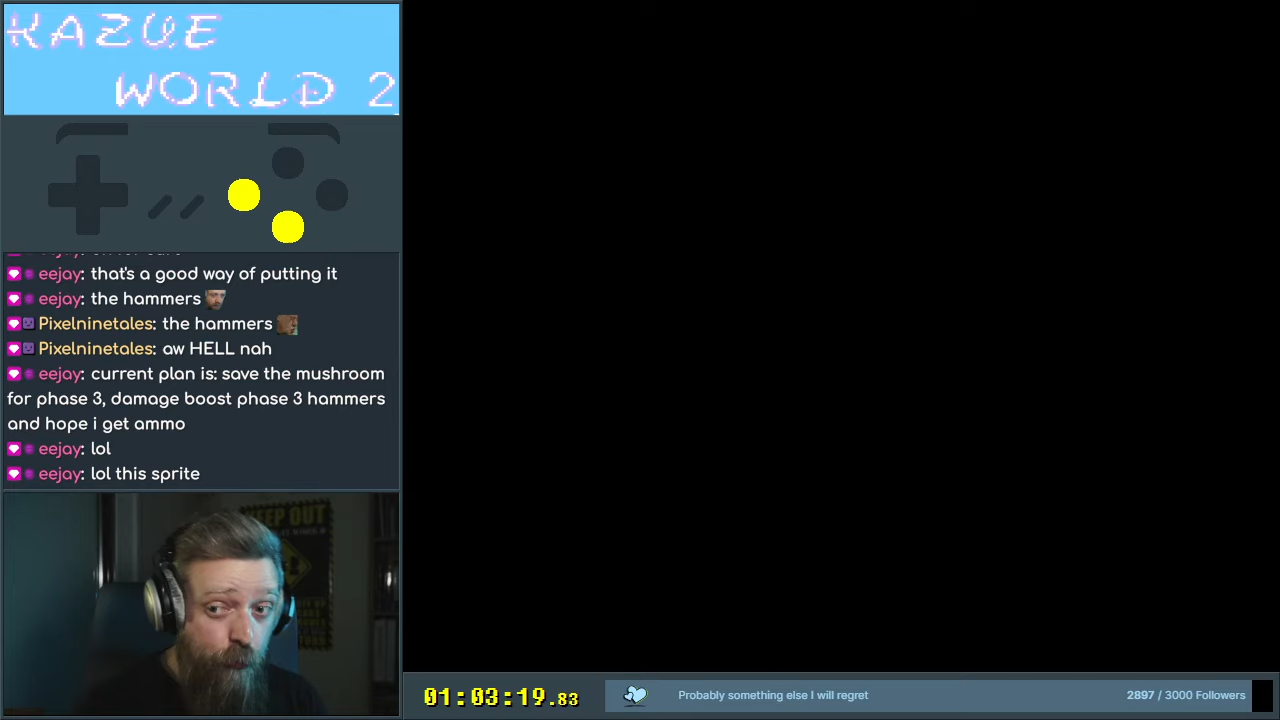 KAZUE
WORLD 2
eejay: that's a good way of putting it
eejay: the hammers
Pixelninetales: the hammers
Pixelninetales: aw HELL nah
eejay: current plan is: save the mushroom
for phase 3, damage boost phase 3 hammers
and hope i get ammo
eejay: lol
eejay: lol this sprite
KEEP OUT
01:03:19.83
Probably something else I will regret
2897 / 3000 Followers